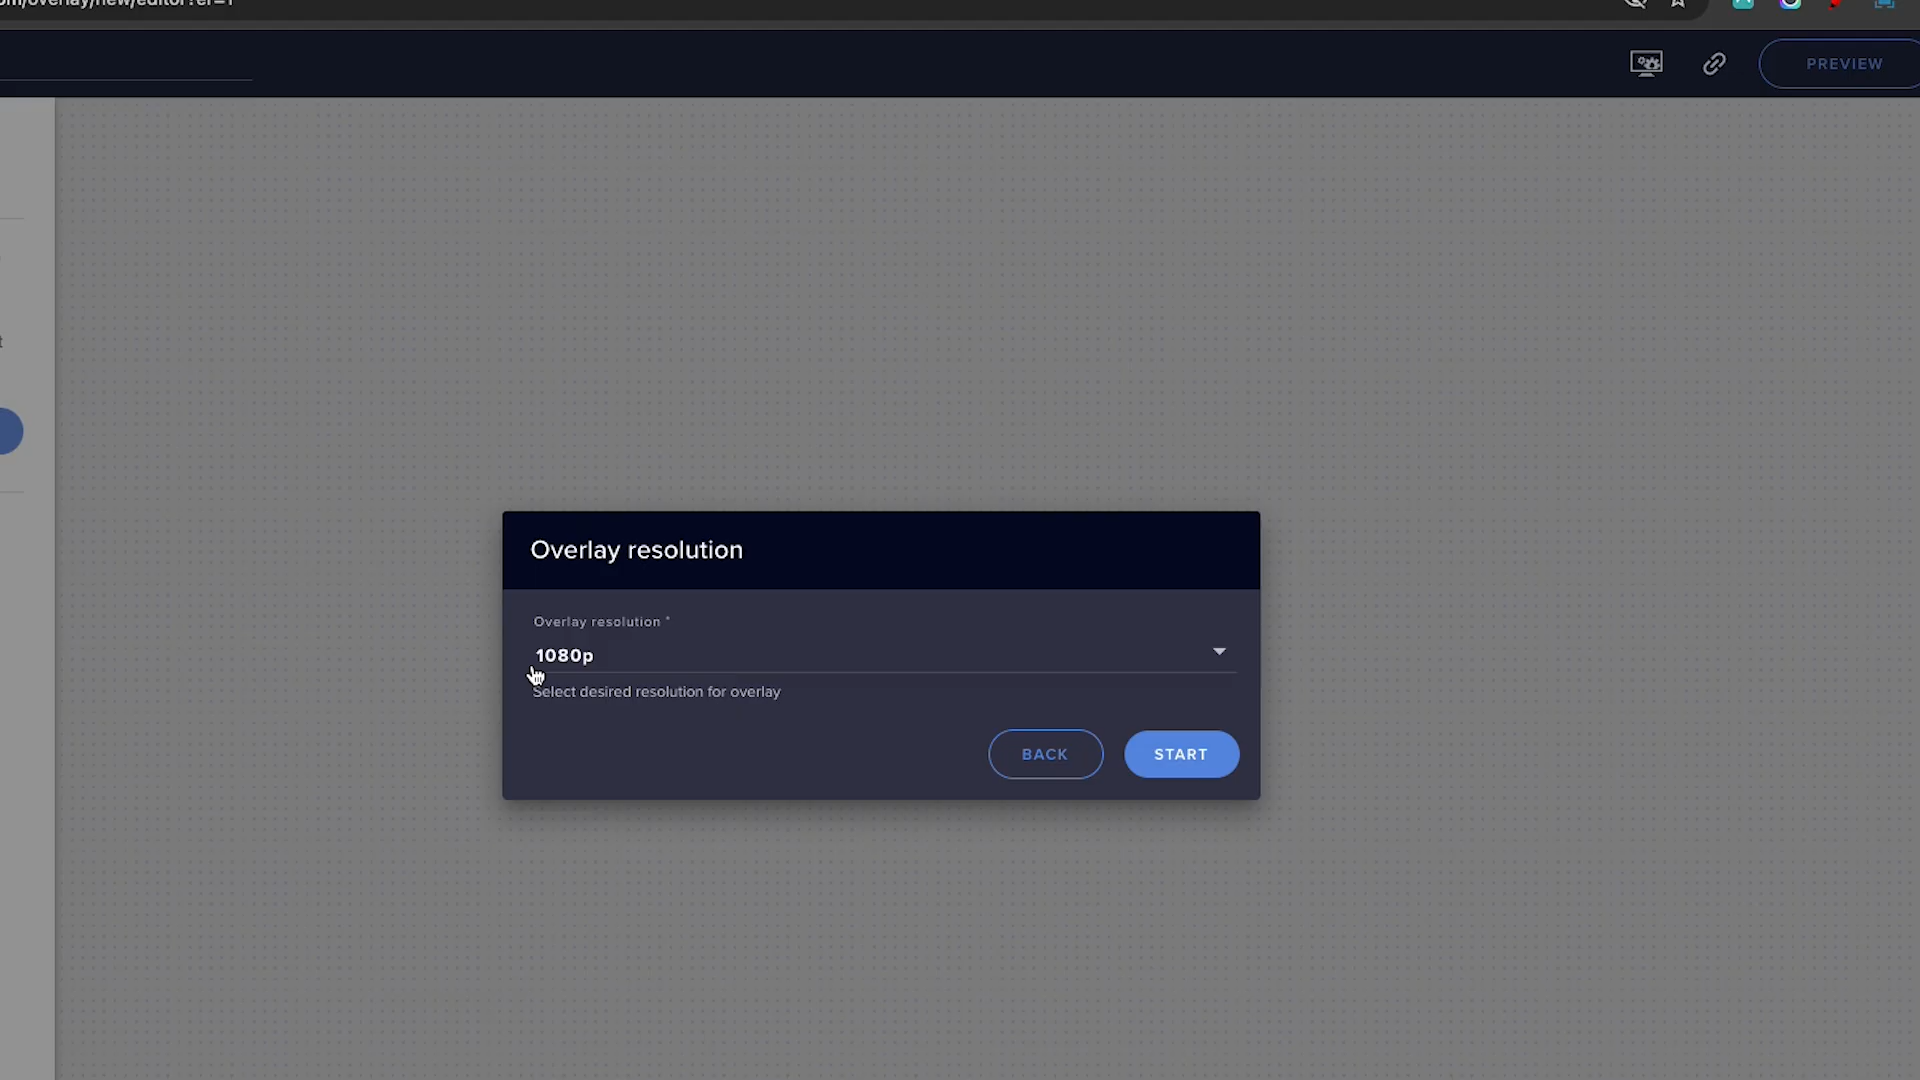 PREVIEW
Overlay resolution
Overlay resolution *
1080p
Select desired resolution for overlay
BACK
START